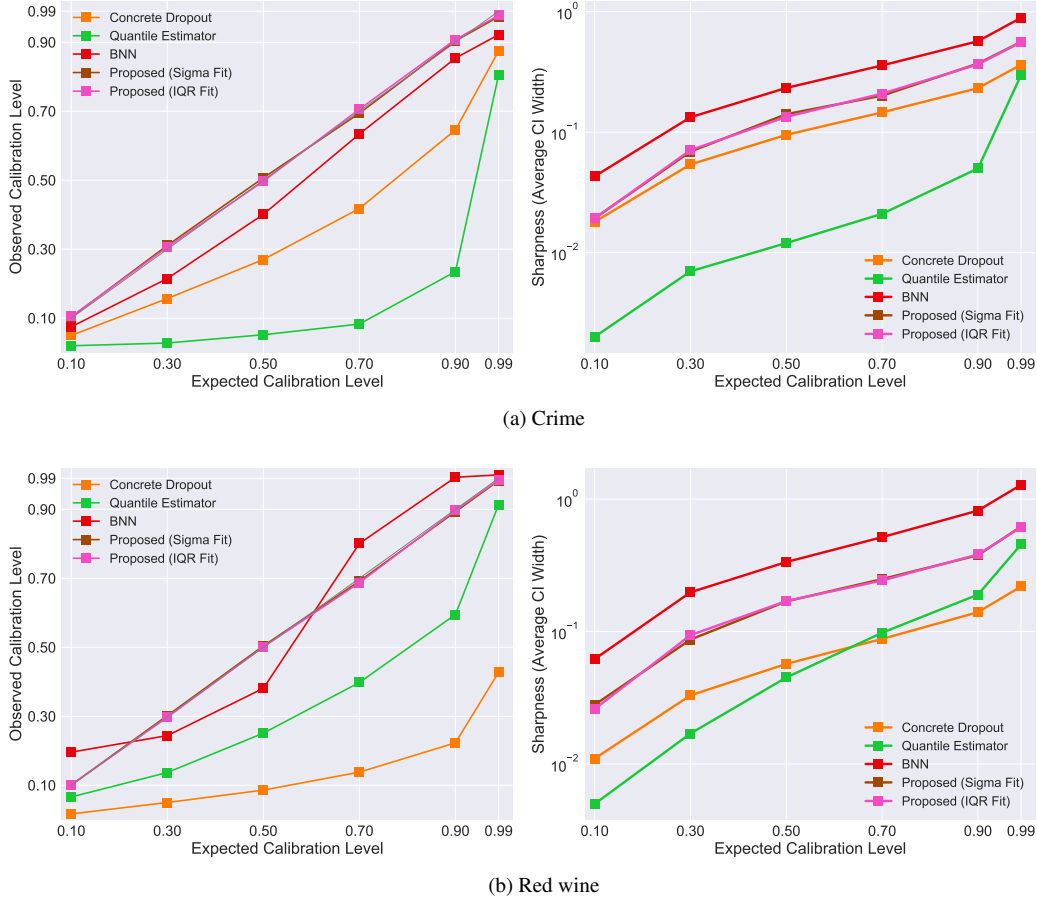 0.99
0.90
0.70
0.50
0.30
0.10
Observed Calibration Level
Concrete Dropout
Quantile Estimator
BNN
Proposed (Sigma Fit)
Proposed (IQR Fit)
0.10 0.30 0.50 0.70 0.90 0.99
Expected Calibration Level
10⁰
10⁻¹
10⁻²
Sharpness (Average CI Width)
Concrete Dropout
Quantile Estimator
BNN
Proposed (Sigma Fit)
Proposed (IQR Fit)
0.10 0.30 0.50 0.70 0.90 0.99
Expected Calibration Level
(a) Crime
0.99
0.90
0.70
0.50
0.30
0.10
Observed Calibration Level
Concrete Dropout
Quantile Estimator
BNN
Proposed (Sigma Fit)
Proposed (IQR Fit)
0.10 0.30 0.50 0.70 0.90 0.99
Expected Calibration Level
10⁰
10⁻¹
10⁻²
Sharpness (Average CI Width)
Concrete Dropout
Quantile Estimator
BNN
Proposed (Sigma Fit)
Proposed (IQR Fit)
0.10 0.30 0.50 0.70 0.90 0.99
Expected Calibration Level
(b) Red wine